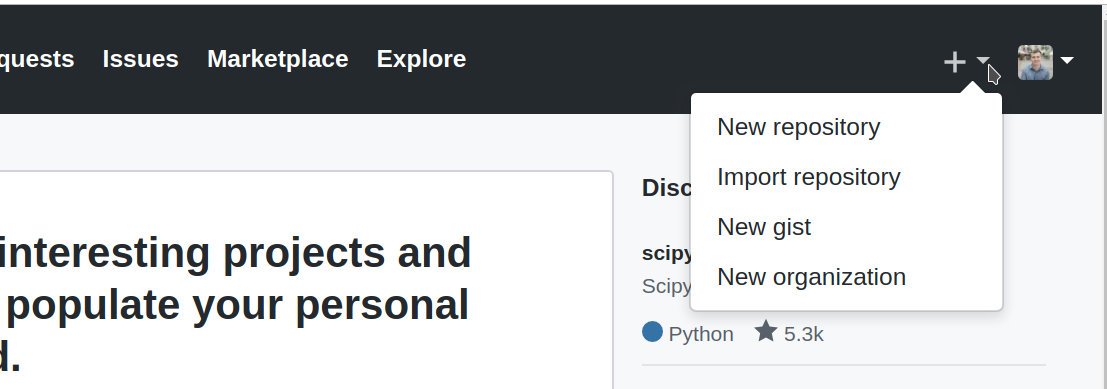 quests Issues Marketplace Explore
New repository
Import repository
New gist
New organization
interesting projects and
populate your personal
d.
Disc
scipy
Scipy
Python 5.3k